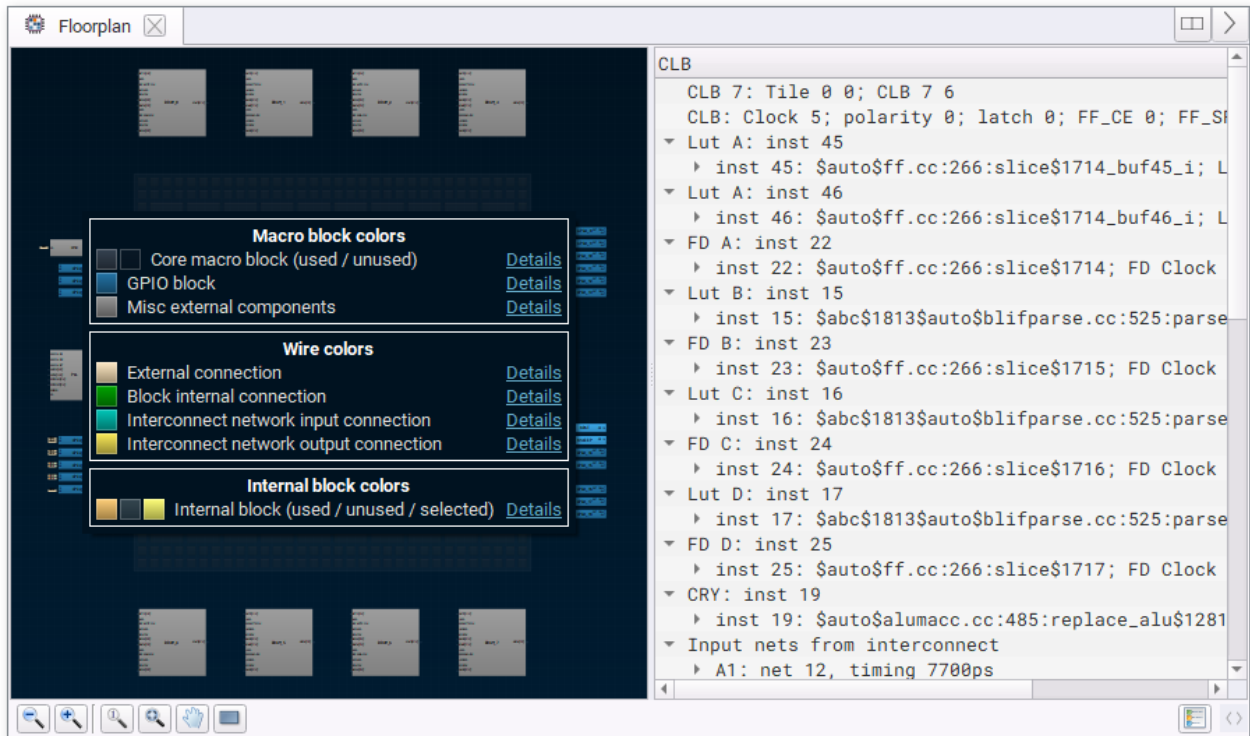 Floorplan
Macro block colors
Core macro block (used / unused) Details
GPIO block Details
Misc external components Details
Wire colors
External connection Details
Block internal connection Details
Interconnect network input connection Details
Interconnect network output connection Details
Internal block colors
Internal block (used / unused / selected) Details
CLB
CLB 7: Tile 0 0; CLB 7 6
CLB: Clock 5; polarity 0; latch 0; FF_CE 0;
Lut A: inst 45
inst 45: $auto$ff.cc:266:slice$1714_buf45_i; L
Lut A: inst 46
inst 46: $auto$ff.cc:266:slice$1714_buf46_i; L
FD A: inst 22
inst 22: $auto$ff.cc:266:slice$1714; FD Clock
Lut B: inst 15
inst 15: $abc$1813$auto$blifparse.cc:525:parse
FD B: inst 23
inst 23: $auto$ff.cc:266:slice$1715; FD Clock
Lut C: inst 16
inst 16: $abc$1813$auto$blifparse.cc:525:parse
FD C: inst 24
inst 24: $auto$ff.cc:266:slice$1716; FD Clock
Lut D: inst 17
inst 17: $abc$1813$auto$blifparse.cc:525:parse
FD D: inst 25
inst 25: $auto$ff.cc:266:slice$1717; FD Clock
CRY: inst 19
inst 19: $auto$alumacc.cc:485:replace_alu$1281
Input nets from interconnect
A1: net 12, timing 7700ps